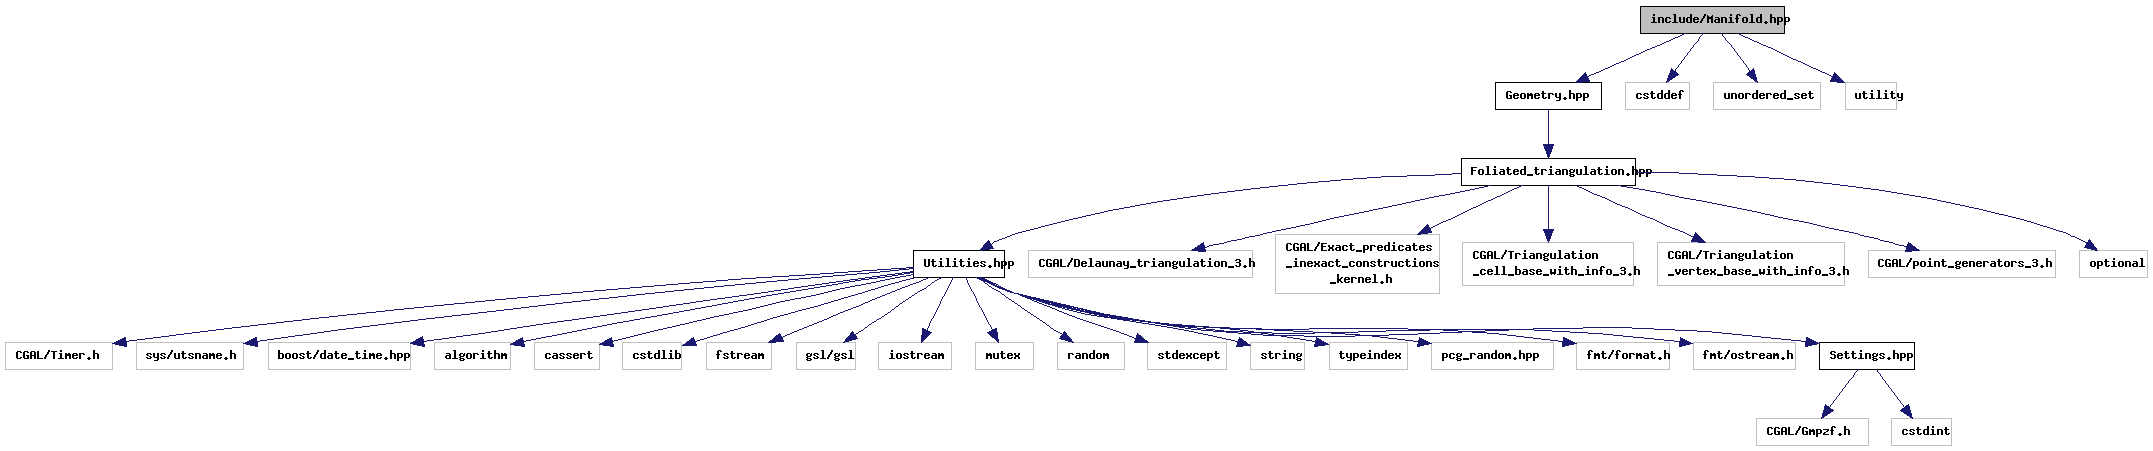 include/Manifold.hpp
Geometry.hpp
cstddef
unordered_set
utility
Foliated_triangulation.hpp
Utilities.hpp
CGAL/Delaunay_triangulation_3.h
CGAL/Exact_predicates
_inexact_constructions
_kernel.h
CGAL/Triangulation
_cell_base_with_info_3.h
CGAL/Triangulation
_vertex_base_with_info_3.h
CGAL/point_generators_3.h
optional
CGAL/Timer.h
sys/utsname.h
boost/date_time.hpp
algorithm
cassert
cstdlib
fstream
gsl/gsl
iostream
mutex
random
stdexcept
string
typeindex
pcg_random.hpp
fmt/format.h
fmt/ostream.h
Settings.hpp
CGAL/Gmpzf.h
cstdint